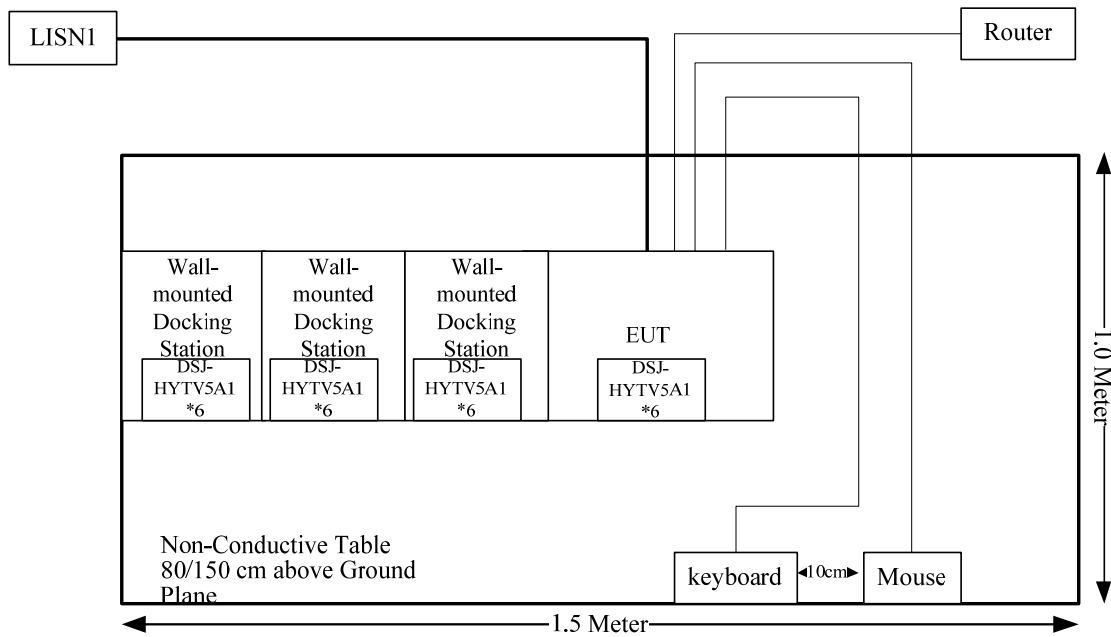 LISN1
Router
Wall-
mounted
Docking
Station
DSJ-
HYTV5A1
*6
Wall-
mounted
Docking
Station
DSJ-
HYTV5A1
*6
Wall-
mounted
Docking
Station
DSJ-
HYTV5A1
*6
EUT
DSJ-
HYTV5A1
*6
1.0 Meter
Non-Conductive Table
80/150 cm above Ground
Plane
keyboard
10cm
Mouse
1.5 Meter